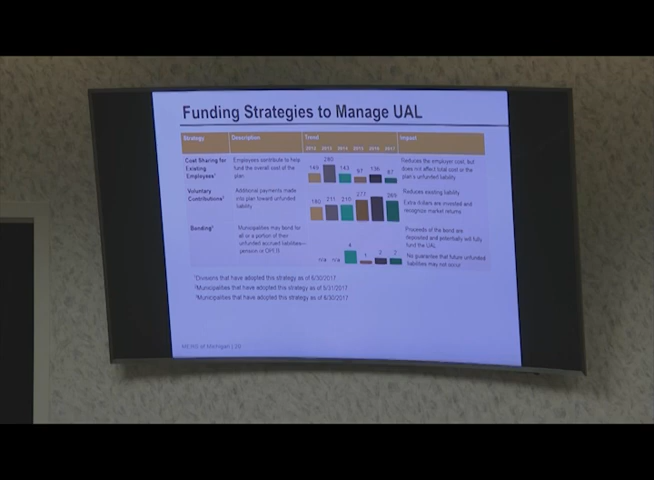 Funding Strategies to Manage UAL
Strategy Description Trend Impact
2012 2013 2014 2015 2016 2017
Cost Sharing for Employees contribute to help Reduces the employer cost, but
Existing fund the overall cost of the does not affect total cost or the
Employees¹ plan plan's unfunded liability
280
143 136 87
Voluntary Additional payments made Reduces existing liability
Contributions² into plan toward unfunded Extra dollars are invested and
liability recognize market returns
180 211 210 277
Bonding³ Municipalities may bond for Proceeds of the bond are
all or a portion of their deposited and potentially will fully
unfunded accrued liabilities— fund the UAL
pension or OPEB No guarantee that future unfunded
liabilities may not occur
n/a n/a 4 1 2 2
¹Divisions that have adopted this strategy as of 6/30/2017
²Municipalities that have adopted this strategy as of 5/31/2017
³Municipalities that have adopted this strategy as of 6/30/2017
MERS of Michigan | 20